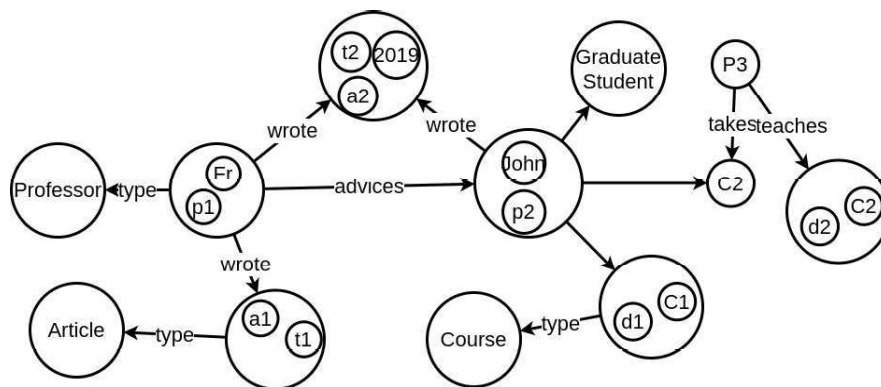 t2
2019
a2
Graduate
Student
P3
wrote
wrote
takes
teaches
Professor
type
Fr
p1
advices
John
p2
C2
d2
C2
wrote
Article
type
a1
t1
Course
type
d1
C1